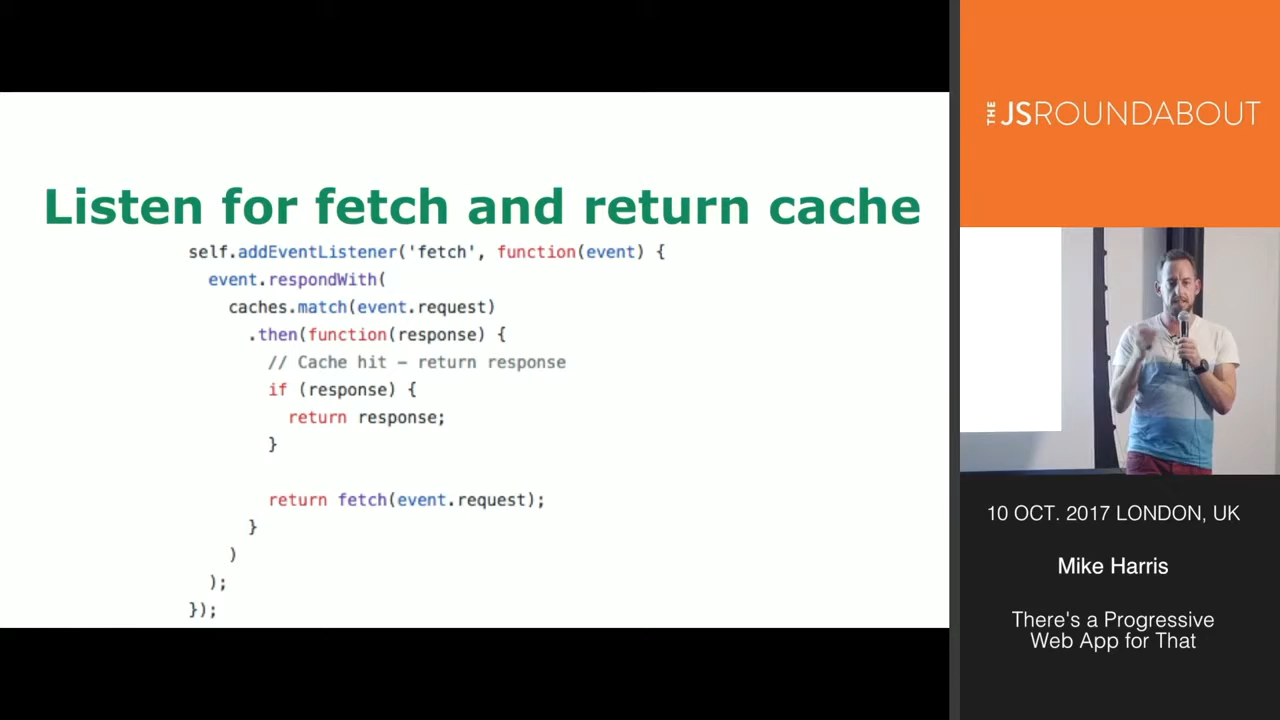 Listen for fetch and return cache
self.addEventListener('fetch', function(event) {
event.respondWith(
caches.match(event.request)
.then(function(response) {
// Cache hit – return response
if (response) {
return response;
}
return fetch(event.request);
}
)
);
});
THE JSROUNDABOUT
10 OCT. 2017 LONDON, UK
Mike Harris
There's a Progressive
Web App for That